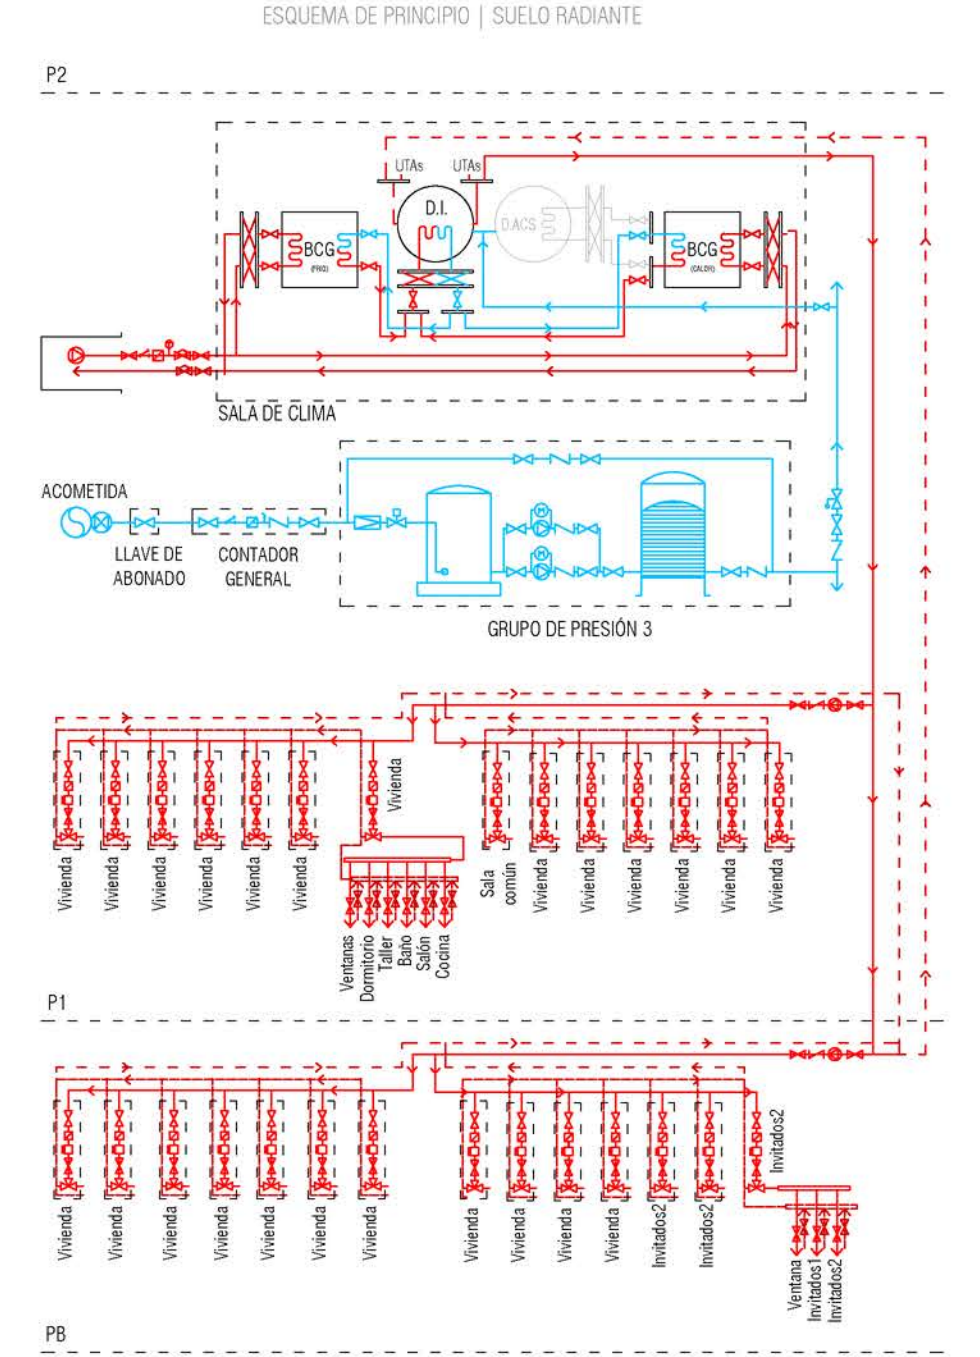 ESQUEMA DE PRINCIPIO | SUELO RADIANTE
P2
UTAs
UTAs
D.I.
D.ACS
BCG
(FRIO)
BCG
(CALOR)
SALA DE CLIMA
ACOMETIDA
LLAVE DE
ABONADO
CONTADOR
GENERAL
M
M
GRUPO DE PRESIÓN 3
Vivienda
Vivienda
Vivienda
Vivienda
Vivienda
Vivienda
Vivienda
Ventanas
Dormitorio
Taller
Baño
Salón
Cocina
Sala
común
Vivienda
Vivienda
Vivienda
Vivienda
Vivienda
Vivienda
P1
Vivienda
Vivienda
Vivienda
Vivienda
Vivienda
Vivienda
Vivienda
Vivienda
Vivienda
Vivienda
Vivienda
Invitados2
Invitados2
Invitados2
Ventana
Invitados1
Invitados2
PB